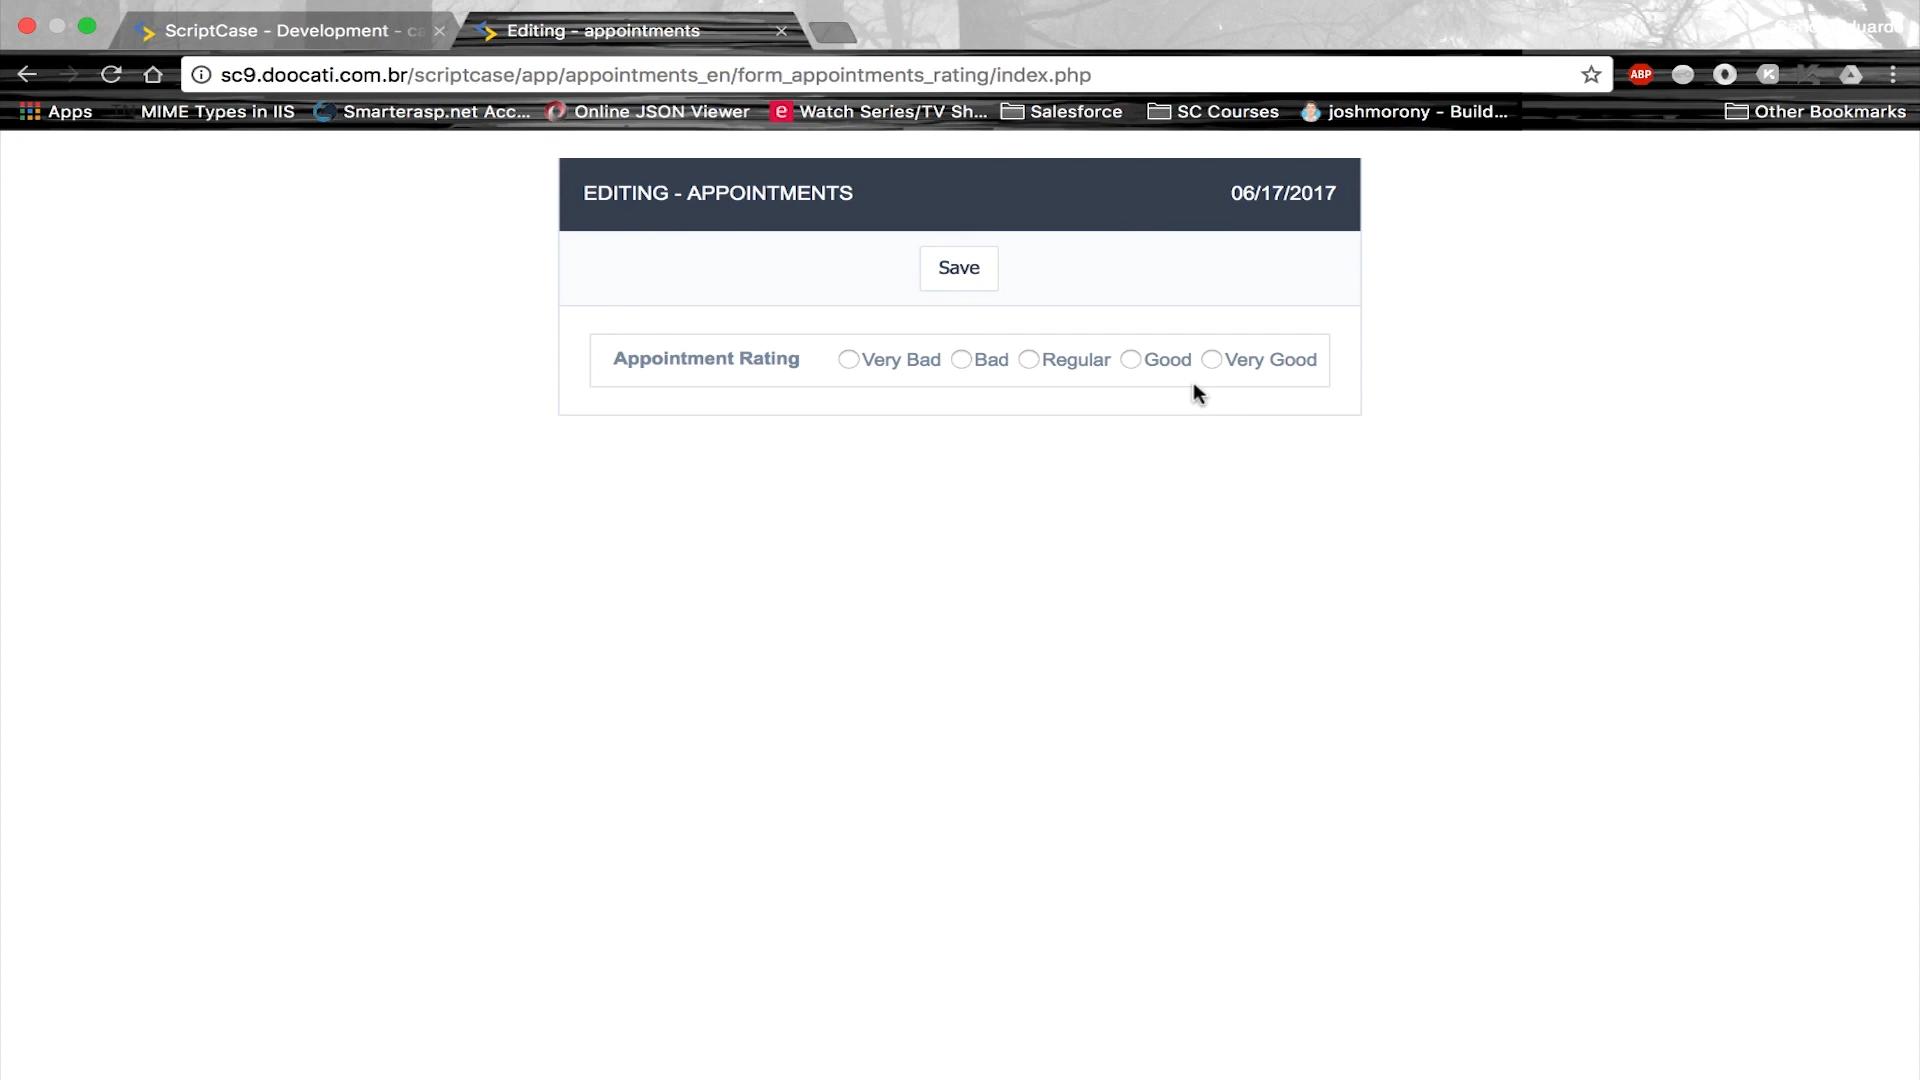 ScriptCase - Development - ca
Editing - appointments
sc9.doocati.com.br/scriptcase/app/appointments_en/form_appointments_rating/index.php
ABP
Apps MIME Types in IIS Smarterasp.net Acc... Online JSON Viewer e Watch Series/TV Sh... Salesforce SC Courses joshmorony - Build... Other Bookmarks
EDITING - APPOINTMENTS 06/17/2017
Save
Appointment Rating Very Bad Bad Regular Good Very Good